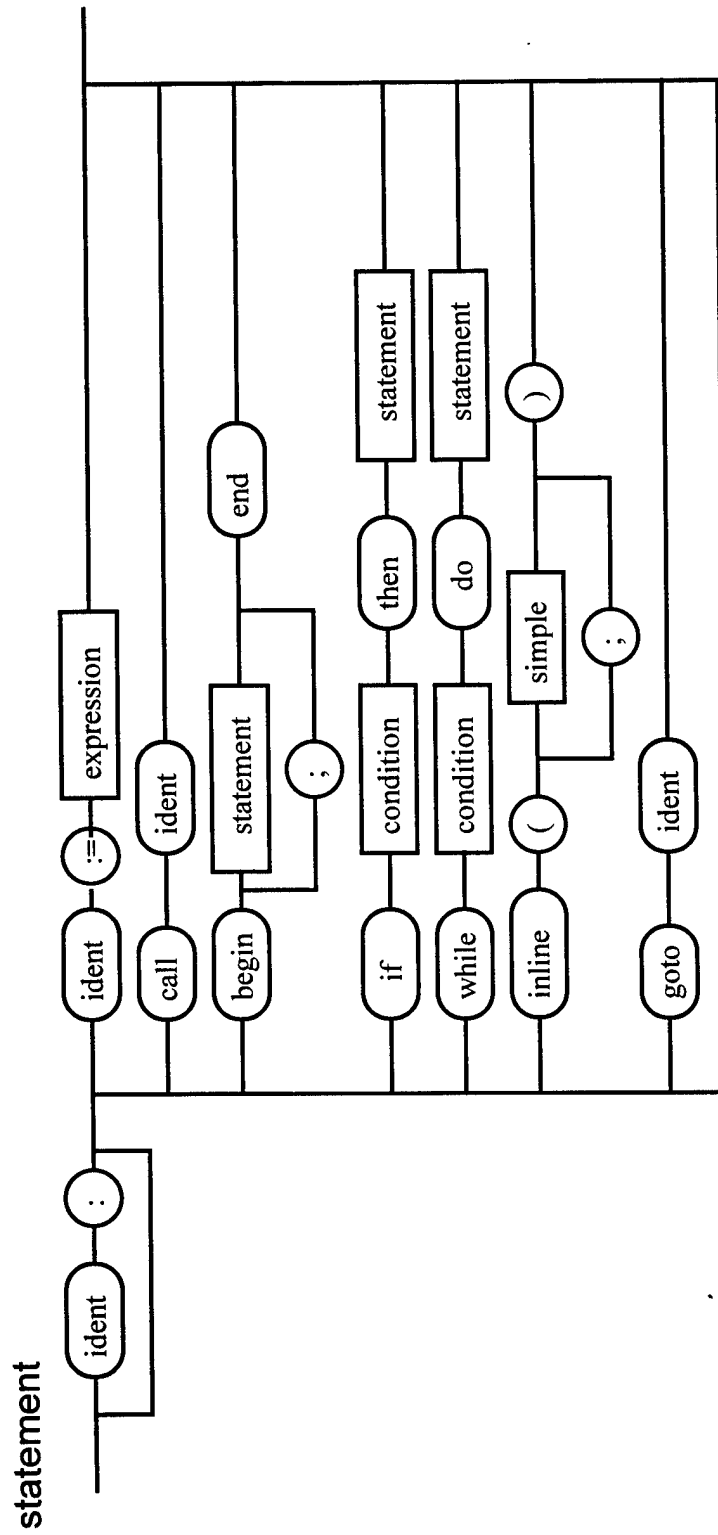 statement
ident : ident := expression
call ident
begin statement end
;
if condition then statement
while condition do statement
inline ( simple )
;
goto ident